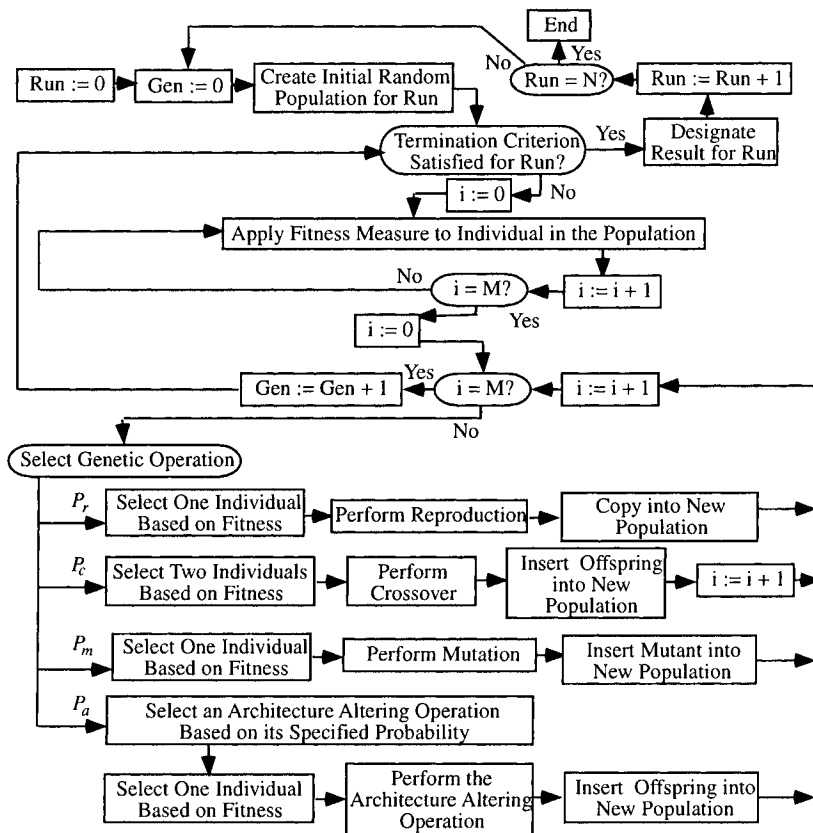 End
No
Yes
Run := 0
Gen := 0
Create Initial Random
Population for Run
Run = N?
Run := Run + 1
Termination Criterion
Satisfied for Run?
Yes
Designate
Result for Run
i := 0
No
Apply Fitness Measure to Individual in the Population
No
i = M?
i := i + 1
Yes
i := 0
Gen := Gen + 1
Yes
i = M?
i := i + 1
No
Select Genetic Operation
P_r
Select One Individual
Based on Fitness
Perform Reproduction
Copy into New
Population
P_c
Select Two Individuals
Based on Fitness
Perform
Crossover
Insert Offspring
into New
Population
i := i + 1
P_m
Select One Individual
Based on Fitness
Perform Mutation
Insert Mutant into
New Population
P_a
Select an Architecture Altering Operation
Based on its Specified Probability
Select One Individual
Based on Fitness
Perform the
Architecture Altering
Operation
Insert Offspring into
New Population